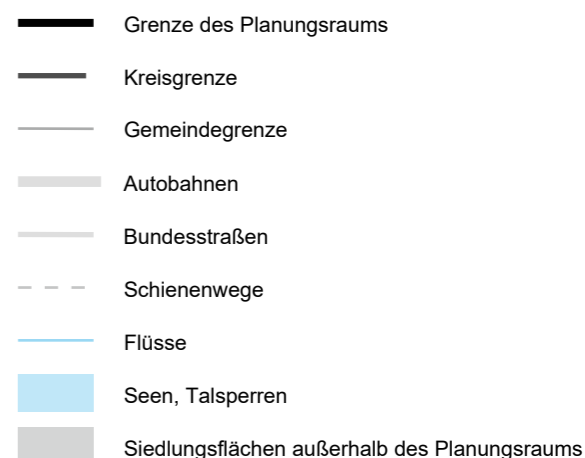 Grenze des Planungsraums
Kreisgrenze
Gemeindegrenze
Autobahnen
Bundesstraßen
Schienenwege
Flüsse
Seen, Talsperren
Siedlungsflächen außerhalb des Planungsraums